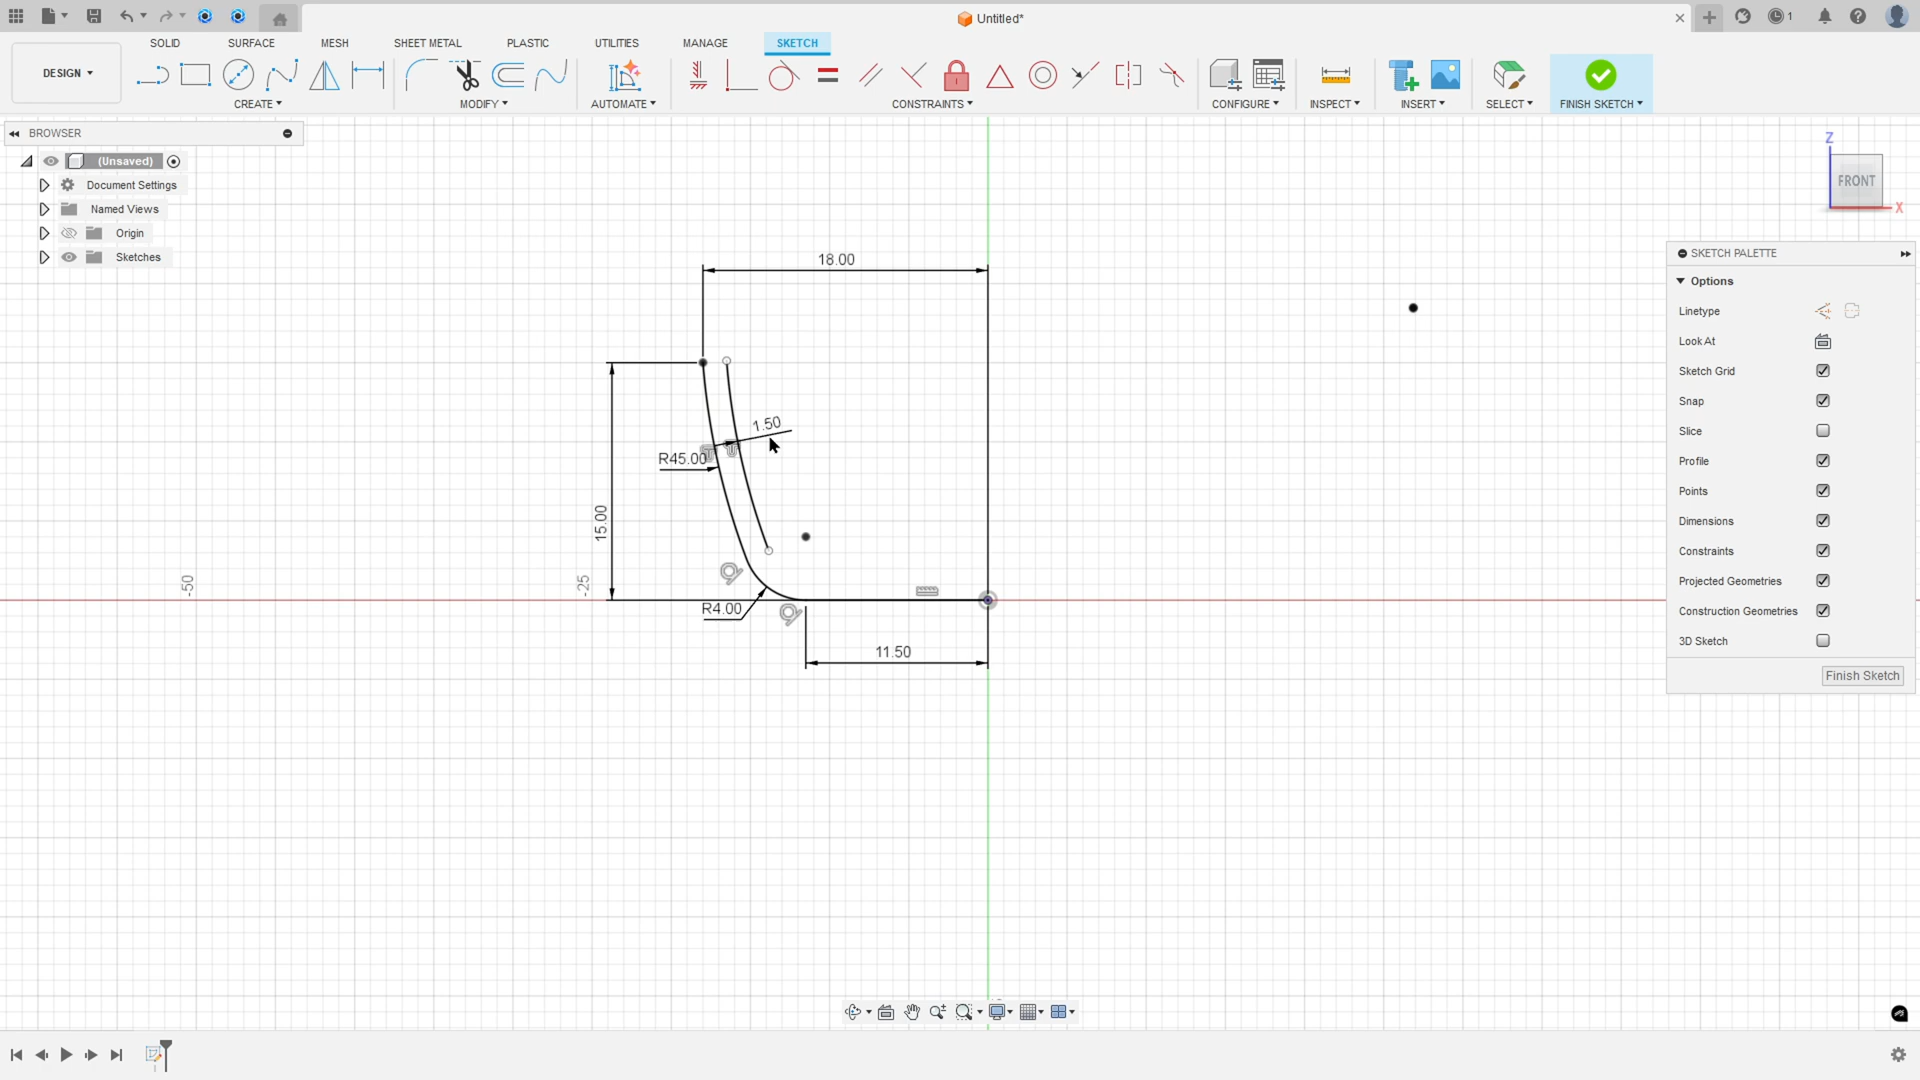 Untitled*
1
DESIGN
SOLID
SURFACE
MESH
SHEET METAL
PLASTIC
UTILITIES
MANAGE
SKETCH
CREATE
MODIFY
AUTOMATE
CONSTRAINTS
CONFIGURE
INSPECT
INSERT
SELECT
FINISH SKETCH
BROWSER
(Unsaved)
Document Settings
Named Views
Origin
Sketches
Z
FRONT
X
18.00
1.50
R45.00
15.00
-50
-25
R4.00
11.50
SKETCH PALETTE
Options
Linetype
Look At
Sketch Grid
Snap
Slice
Profile
Points
Dimensions
Constraints
Projected Geometries
Construction Geometries
3D Sketch
Finish Sketch